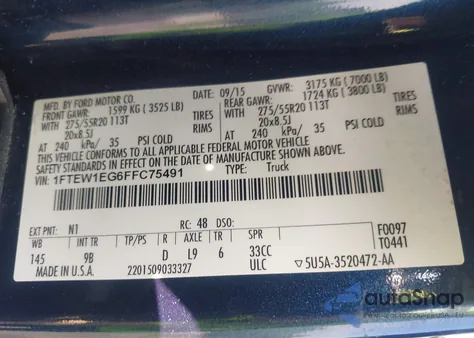 MFD. BY FORD MOTOR CO.
DATE: 09/15 GVWR: 3175 KG ( 7000 LB)
FRONT GAWR: 1599 KG ( 3525 LB) REAR GAWR: 1724 KG ( 3800 LB)
WITH 275/55R20 113T TIRES WITH 275/55R20 113T TIRES
20x8.5J RIMS 20x8.5J RIMS
AT 240 kPa/ 35 PSI COLD AT 240 kPa/ 35 PSI COLD
THIS VEHICLE CONFORMS TO ALL APPLICABLE FEDERAL MOTOR VEHICLE
SAFETY STANDARDS IN EFFECT ON THE DATE OF MANUFACTURE SHOWN ABOVE.
VIN: 1FTEW1EG6FFC75491 TYPE: Truck
EXT PNT: N1 RC: 48 DSO:
WB INT TR TP/PS R AXLE TR SPR F0097
145 9B D L9 6 33CC T0441
MADE IN U.S.A. 2201509033327 ULC ▽5U5A-3520472-AA
autoSnap